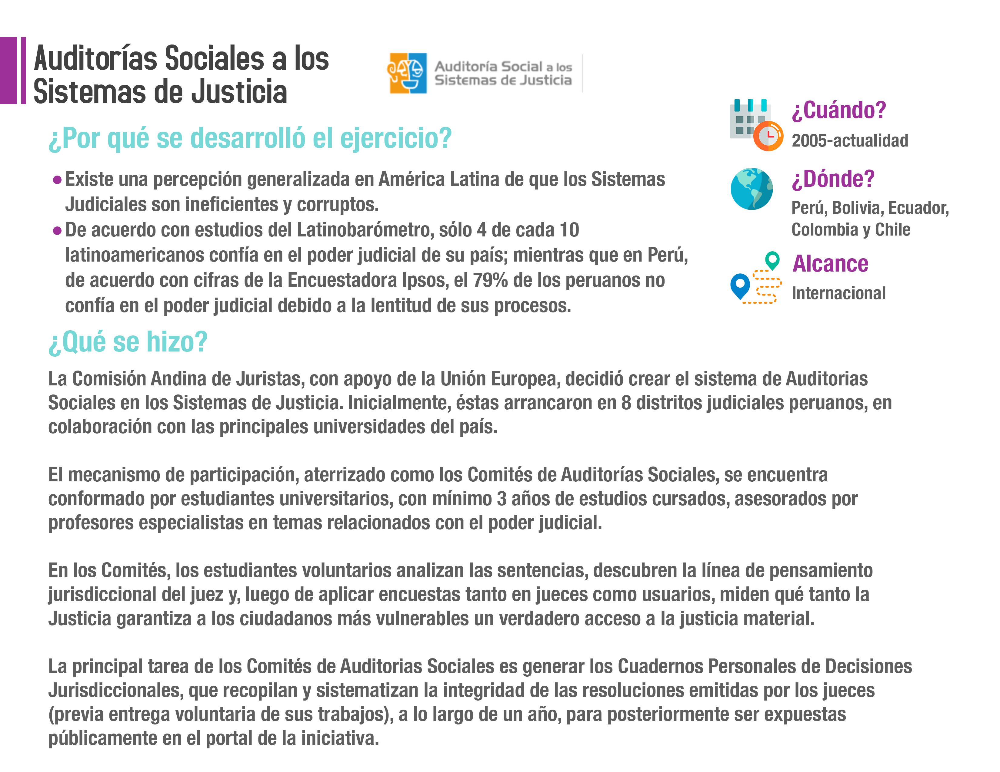 Auditorías Sociales a los
Sistemas de Justicia
Auditoría Social a los
Sistemas de Justicia
¿Por qué se desarrolló el ejercicio?
Existe una percepción generalizada en América Latina de que los Sistemas
Judiciales son ineficientes y corruptos.
De acuerdo con estudios del Latinobarómetro, sólo 4 de cada 10
latinoamericanos confía en el poder judicial de su país; mientras que en Perú,
de acuerdo con cifras de la Encuestadora Ipsos, el 79% de los peruanos no
confía en el poder judicial debido a la lentitud de sus procesos.
¿Cuándo?
2005-actualidad
¿Dónde?
Perú, Bolivia, Ecuador,
Colombia y Chile
Alcance
Internacional
¿Qué se hizo?
La Comisión Andina de Juristas, con apoyo de la Unión Europea, decidió crear el sistema de Auditorias
Sociales en los Sistemas de Justicia. Inicialmente, éstas arrancaron en 8 distritos judiciales peruanos, en
colaboración con las principales universidades del país.
El mecanismo de participación, aterrizado como los Comités de Auditorías Sociales, se encuentra
conformado por estudiantes universitarios, con mínimo 3 años de estudios cursados, asesorados por
profesores especialistas en temas relacionados con el poder judicial.
En los Comités, los estudiantes voluntarios analizan las sentencias, descubren la línea de pensamiento
jurisdiccional del juez y, luego de aplicar encuestas tanto en jueces como usuarios, miden qué tanto la
Justicia garantiza a los ciudadanos más vulnerables un verdadero acceso a la justicia material.
La principal tarea de los Comités de Auditorias Sociales es generar los Cuadernos Personales de Decisiones
Jurisdiccionales, que recopilan y sistematizan la integridad de las resoluciones emitidas por los jueces
(previa entrega voluntaria de sus trabajos), a lo largo de un año, para posteriormente ser expuestas
públicamente en el portal de la iniciativa.